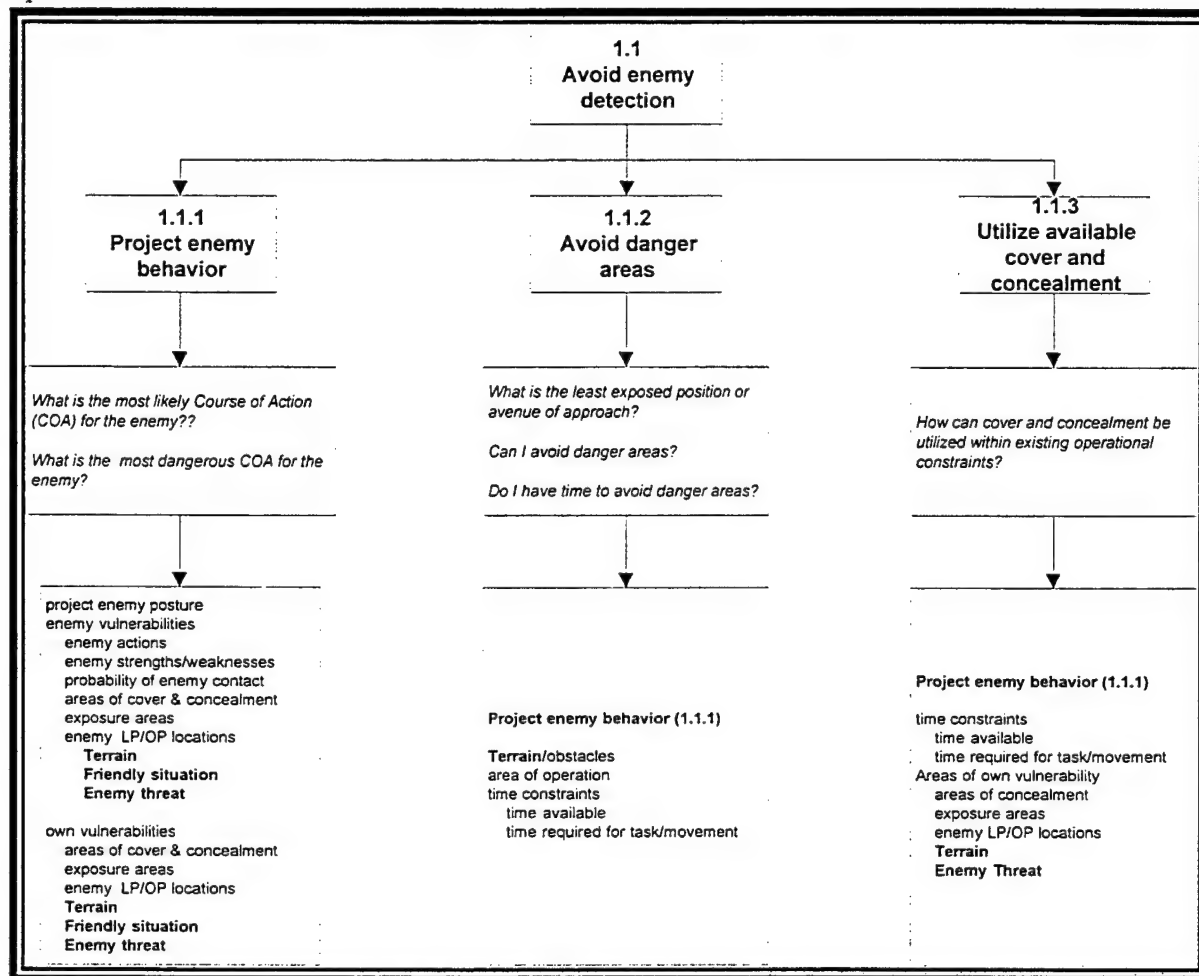 1.1
Avoid enemy
detection
1.1.1
Project enemy
behavior
1.1.2
Avoid danger
areas
1.1.3
Utilize available
cover and
concealment
What is the most likely Course of Action
(COA) for the enemy??
What is the most dangerous COA for the
enemy?
What is the least exposed position or
avenue of approach?
Can I avoid danger areas?
Do I have time to avoid danger areas?
How can cover and concealment be
utilized within existing operational
constraints?
project enemy posture
enemy vulnerabilities
enemy actions
enemy strengths/weaknesses
probability of enemy contact
areas of cover & concealment
exposure areas
enemy LP/OP locations
Terrain
Friendly situation
Enemy threat
own vulnerabilities
areas of cover & concealment
exposure areas
enemy LP/OP locations
Terrain
Friendly situation
Enemy threat
Project enemy behavior (1.1.1)
Terrain/obstacles
area of operation
time constraints
time available
time required for task/movement
Project enemy behavior (1.1.1)
time constraints
time available
time required for task/movement
Areas of own vulnerability
areas of concealment
exposure areas
enemy LP/OP locations
Terrain
Enemy Threat